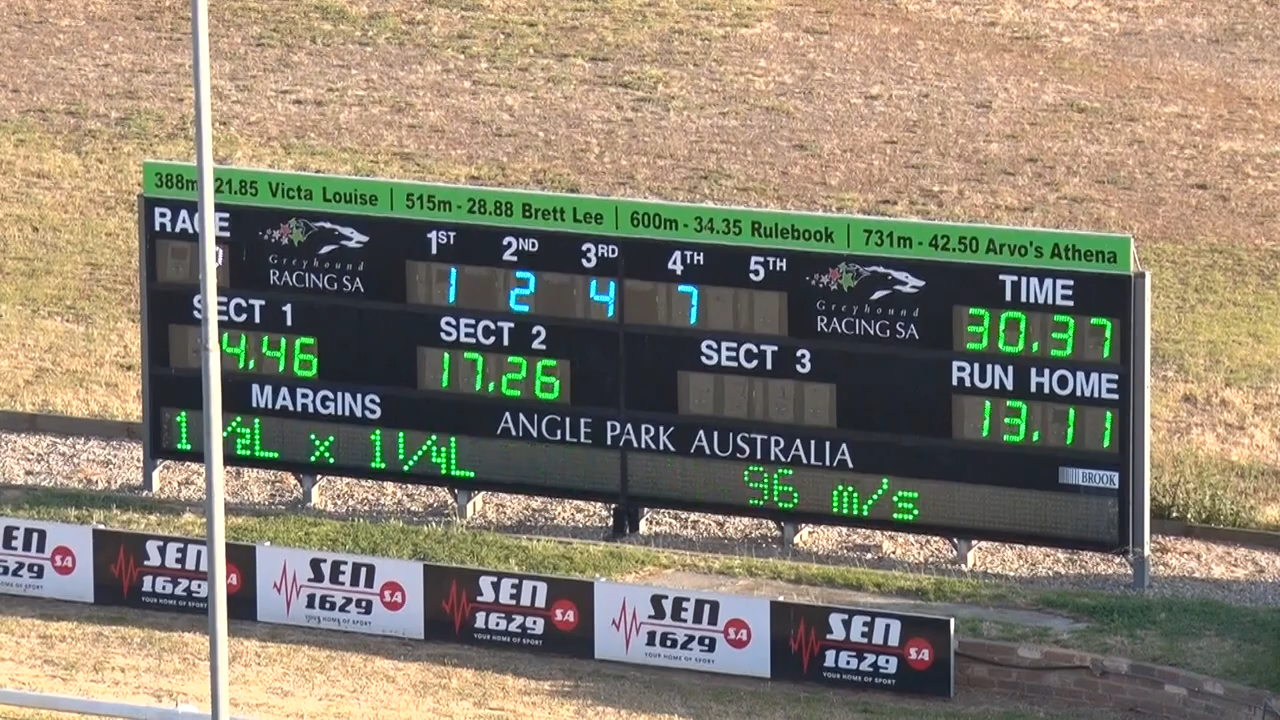 388m 21.85 Victa Louise | 515m - 28.88 Brett Lee | 600m - 34.35 Rulebook | 731m - 42.50 Arvo's Athena
RACE
Greyhound
RACING SA
1ST 2ND 3RD 4TH 5TH
1 2 4 7
Greyhound
RACING SA
TIME
30.37
SECT 1
4.46
SECT 2
17.26
SECT 3
RUN HOME
13.11
MARGINS
ANGLE PARK AUSTRALIA
1 1/2L x 1 1/4L
96 m/s
BROOK
SEN SA
1629
SEN
1629
YOUR HOME OF SPORT
SEN SA
1629
YOUR HOME OF SPORT
SEN SA
1629
YOUR HOME OF SPORT
SEN SA
1629
YOUR HOME OF SPORT
SEN SA
1629
YOUR HOME OF SPORT